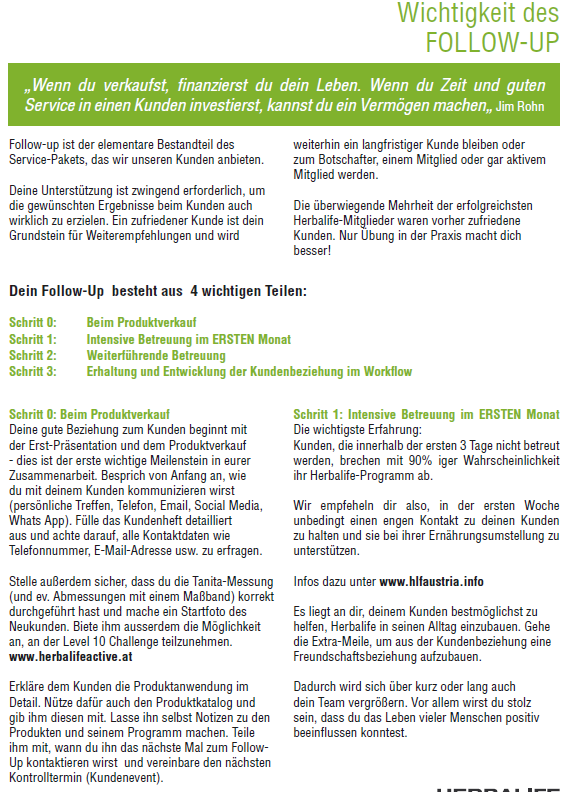 Wichtigkeit des
FOLLOW-UP
„Wenn du verkaufst, finanzierst du dein Leben. Wenn du Zeit und guten
Service in einen Kunden investierst, kannst du ein Vermögen machen„ Jim Rohn
Follow-up ist der elementare Bestandteil des
Service-Pakets, das wir unseren Kunden anbieten.
Deine Unterstützung ist zwingend erforderlich, um
die gewünschten Ergebnisse beim Kunden auch
wirklich zu erzielen. Ein zufriedener Kunde ist dein
Grundstein für Weiterempfehlungen und wird
weiterhin ein langfristiger Kunde bleiben oder
zum Botschafter, einem Mitglied oder gar aktivem
Mitglied werden.
Die überwiegende Mehrheit der erfolgreichsten
Herbalife-Mitglieder waren vorher zufriedene
Kunden. Nur Übung in der Praxis macht dich
besser!
Dein Follow-Up besteht aus 4 wichtigen Teilen:
Schritt 0: Beim Produktverkauf
Schritt 1: Intensive Betreuung im ERSTEN Monat
Schritt 2: Weiterführende Betreuung
Schritt 3: Erhaltung und Entwicklung der Kundenbeziehung im Workflow
Schritt 0: Beim Produktverkauf
Deine gute Beziehung zum Kunden beginnt mit
der Erst-Präsentation und dem Produktverkauf
- dies ist der erste wichtige Meilenstein in eurer
Zusammenarbeit. Besprich von Anfang an, wie
du mit deinem Kunden kommunizieren wirst
(persönliche Treffen, Telefon, Email, Social Media,
Whats App). Fülle das Kundenheft detailliert
aus und achte darauf, alle Kontaktdaten wie
Telefonnummer, E-Mail-Adresse usw. zu erfragen.
Stelle außerdem sicher, dass du die Tanita-Messung
(und ev. Abmessungen mit einem Maßband) korrekt
durchgeführt hast und mache ein Startfoto des
Neukunden. Biete ihm ausserdem die Möglichkeit
an, an der Level 10 Challenge teilzunehmen.
www.herbalifeactive.at
Erkläre dem Kunden die Produktanwendung im
Detail. Nütze dafür auch den Produktkatalog und
gib ihm diesen mit. Lasse ihn selbst Notizen zu den
Produkten und seinem Programm machen. Teile
ihm mit, wann du ihn das nächste Mal zum Follow-
Up kontaktieren wirst und vereinbare den nächsten
Kontrolltermin (Kundenevent).
Schritt 1: Intensive Betreuung im ERSTEN Monat
Die wichtigste Erfahrung:
Kunden, die innerhalb der ersten 3 Tage nicht betreut
werden, brechen mit 90% iger Wahrscheinlichkeit
ihr Herbalife-Programm ab.
Wir empfeheln dir also, in der ersten Woche
unbedingt einen engen Kontakt zu deinen Kunden
zu halten und sie bei ihrer Ernährungsumstellung zu
unterstützen.
Infos dazu unter www.hlfaustria.info
Es liegt an dir, deinem Kunden bestmöglichst zu
helfen, Herbalife in seinen Alltag einzubauen. Gehe
die Extra-Meile, um aus der Kundenbeziehung eine
Freundschaftsbeziehung aufzubauen.
Dadurch wird sich über kurz oder lang auch
dein Team vergrößern. Vor allem wirst du stolz
sein, dass du das Leben vieler Menschen positiv
beeinflussen konntest.